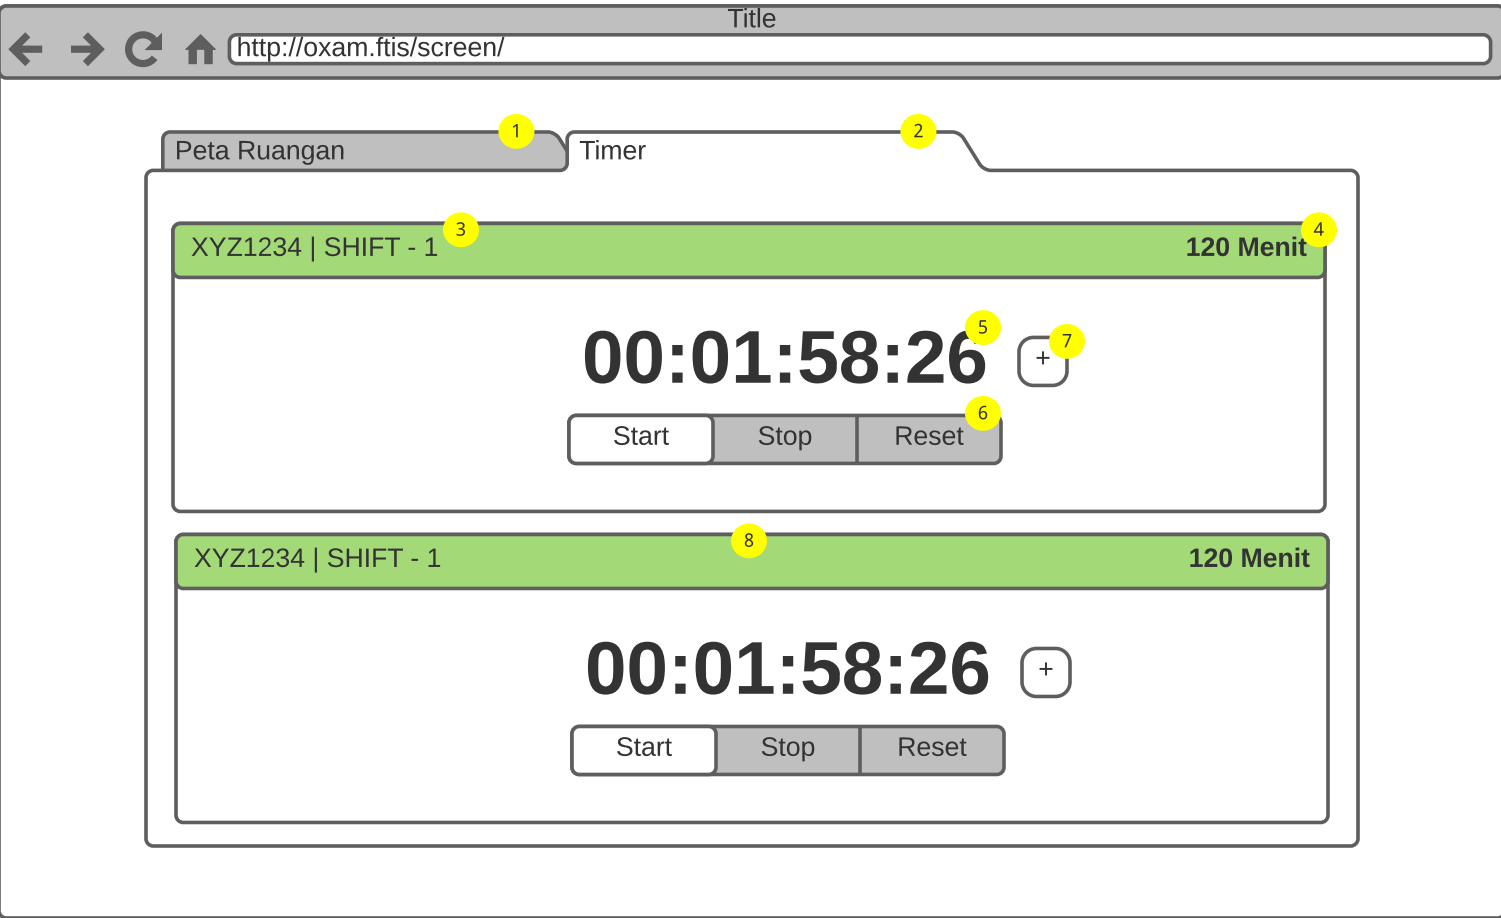 Title
http://oxam.ftis/screen/
1
2
Peta Ruangan
Timer
3
4
XYZ1234 | SHIFT - 1
120 Menit
5
7
00:01:58:26
+
6
Start
Stop
Reset
8
XYZ1234 | SHIFT - 1
120 Menit
00:01:58:26
+
Start
Stop
Reset